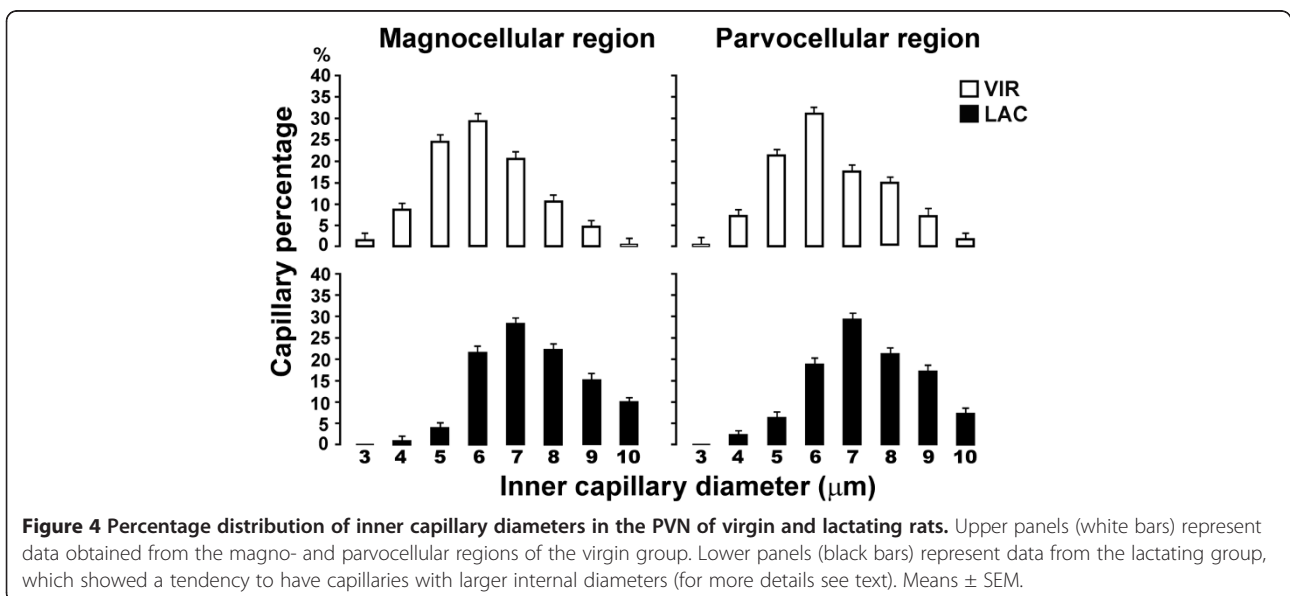 Magnocellular region
Parvocellular region
%
40
35
30
25
20
15
10
5
0
VIR
LAC
Capillary percentage
40
35
30
25
20
15
10
5
0
3 4 5 6 7 8 9 10
3 4 5 6 7 8 9 10
Inner capillary diameter (μm)
Figure 4 Percentage distribution of inner capillary diameters in the PVN of virgin and lactating rats. Upper panels (white bars) represent
data obtained from the magno- and parvocellular regions of the virgin group. Lower panels (black bars) represent data from the lactating group,
which showed a tendency to have capillaries with larger internal diameters (for more details see text). Means ± SEM.